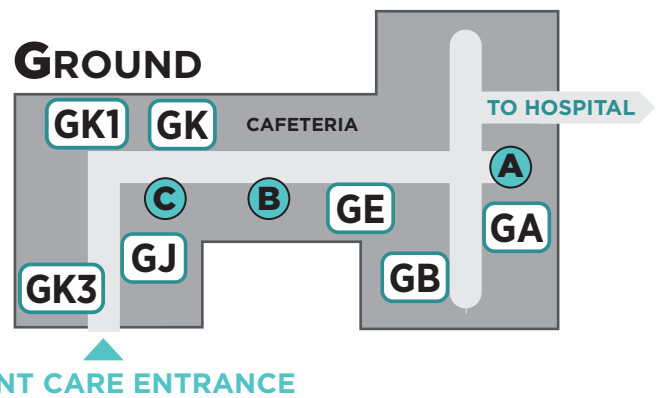 GROUND
TO HOSPITAL
GK1 GK CAFETERIA
A
C B GE
GA
GJ
GB
GK3
NT CARE ENTRANCE